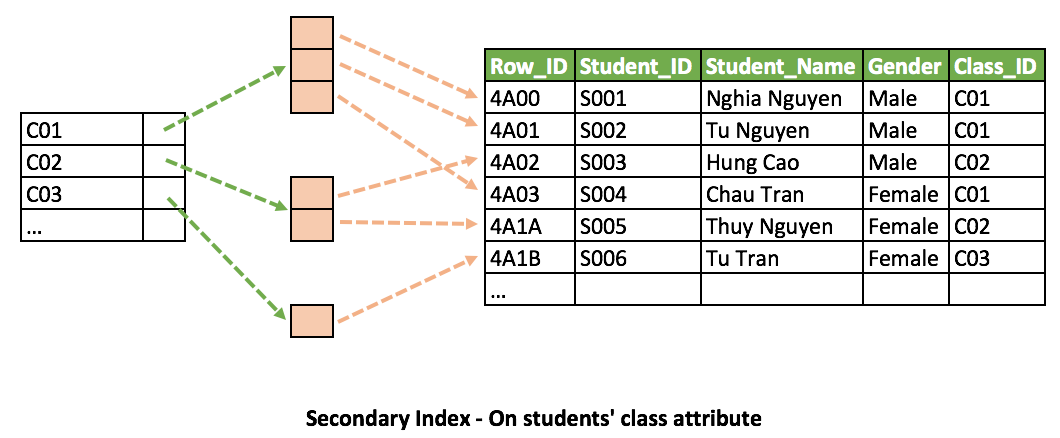 C01
C02
C03
...
Row_ID Student_ID Student_Name Gender Class_ID
4A00 S001 Nghia Nguyen Male C01
4A01 S002 Tu Nguyen Male C01
4A02 S003 Hung Cao Male C02
4A03 S004 Chau Tran Female C01
4A1A S005 Thuy Nguyen Female C02
4A1B S006 Tu Tran Female C03
...
Secondary Index - On students' class attribute